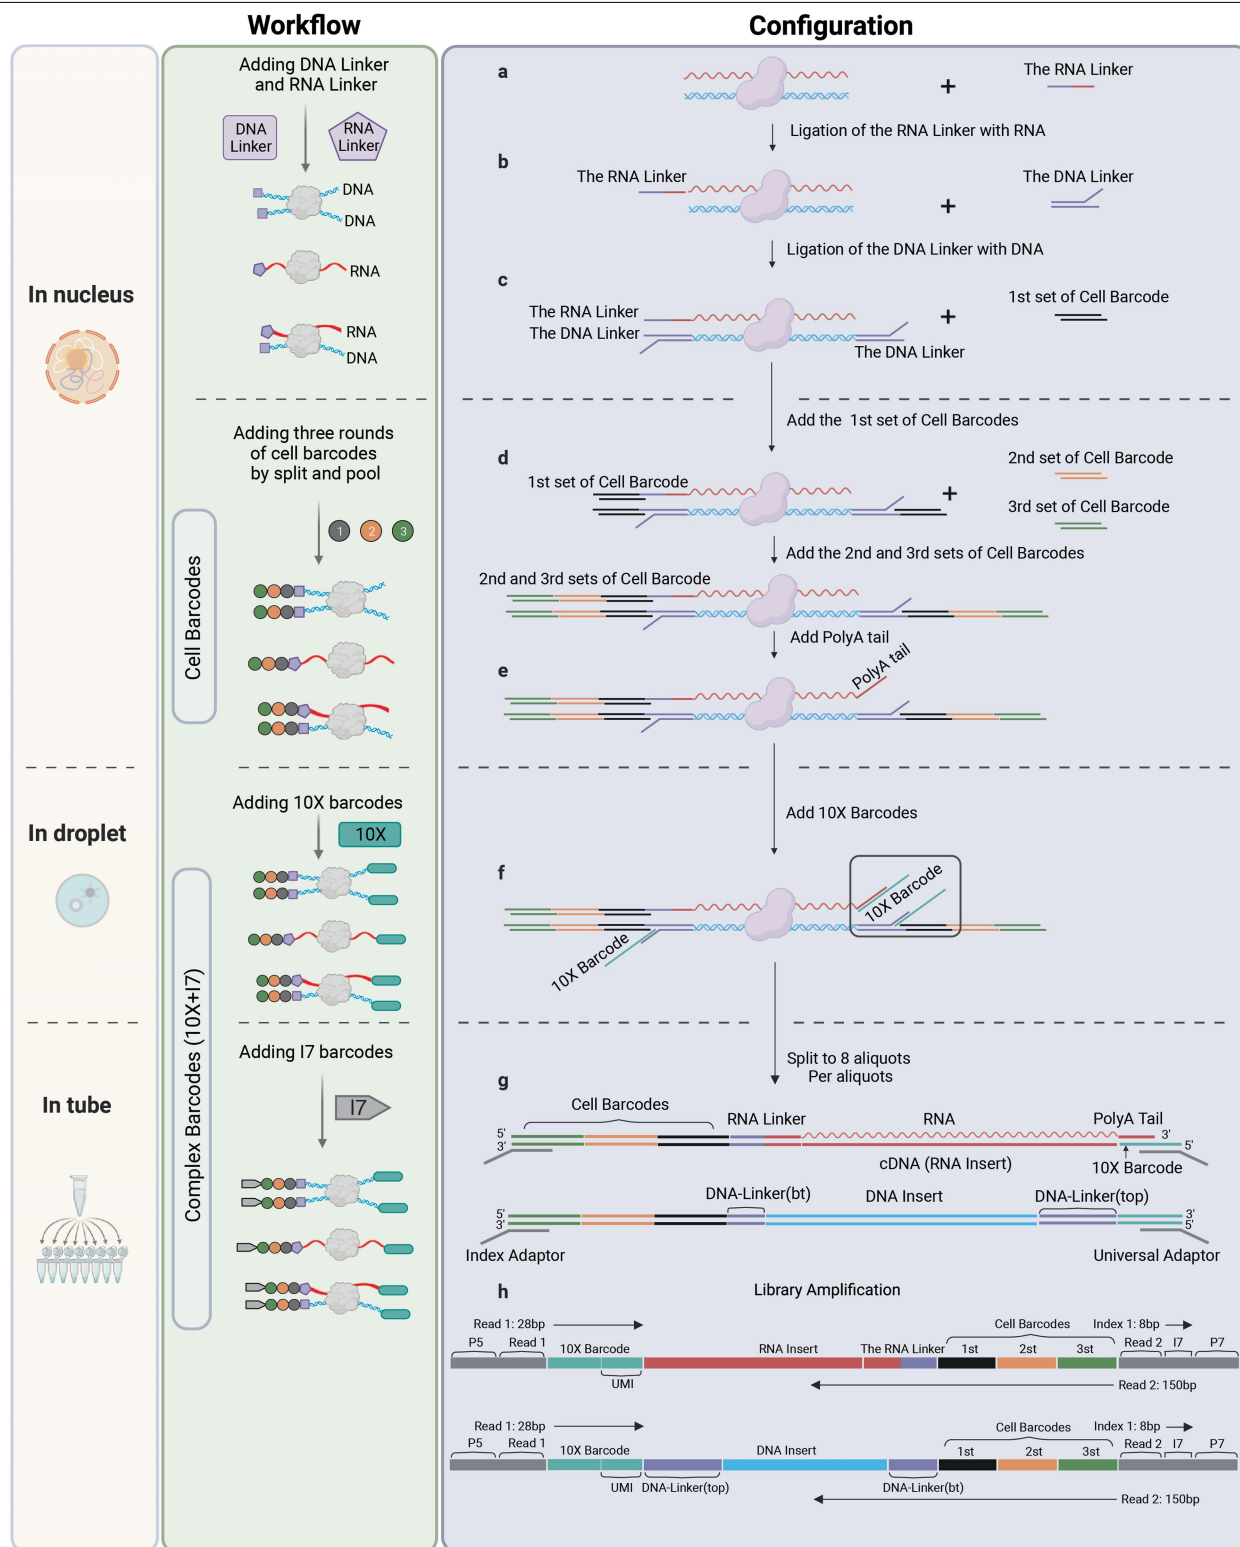 Workflow
Configuration
In nucleus
In droplet
In tube
Adding DNA Linker
and RNA Linker
DNA
Linker
RNA
Linker
DNA
DNA
RNA
RNA
DNA
Adding three rounds
of cell barcodes
by split and pool
1 2 3
Cell Barcodes
Adding 10X barcodes
10X
Complex Barcodes (10X+I7)
Adding I7 barcodes
I7
a
+
The RNA Linker
Ligation of the RNA Linker with RNA
b
The RNA Linker
+
The DNA Linker
Ligation of the DNA Linker with DNA
c
The RNA Linker
The DNA Linker
The DNA Linker
+
1st set of Cell Barcode
Add the 1st set of Cell Barcodes
d
1st set of Cell Barcode
+
2nd set of Cell Barcode
3rd set of Cell Barcode
Add the 2nd and 3rd sets of Cell Barcodes
2nd and 3rd sets of Cell Barcode
Add PolyA tail
e
PolyA tail
Add 10X Barcodes
f
10X Barcode
10X Barcode
Split to 8 aliquots
Per aliquots
g
Cell Barcodes
RNA Linker
RNA
PolyA Tail
5' 3'
3' 5'
cDNA (RNA Insert)
10X Barcode
DNA-Linker(bt)
DNA Insert
DNA-Linker(top)
5' 3'
3' 5'
Index Adaptor
Universal Adaptor
h
Library Amplification
Read 1: 28bp
Cell Barcodes
Index 1: 8bp
P5 Read 1 10X Barcode RNA Insert The RNA Linker 1st 2st 3st Read 2 I7 P7
UMI
Read 2: 150bp
Read 1: 28bp
Cell Barcodes
Index 1: 8bp
P5 Read 1 10X Barcode DNA Insert 1st 2st 3st Read 2 I7 P7
UMI DNA-Linker(top) DNA-Linker(bt)
Read 2: 150bp